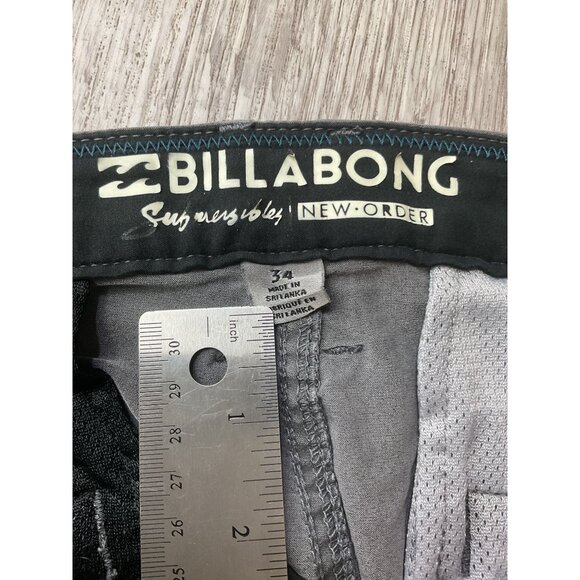 BILLABONG
Submersibles NEW·ORDER
34
MADE IN
SRI LANKA
FABRIQUE EN
SRI LANKA
inch
30
29
28
27
26
25
1
2